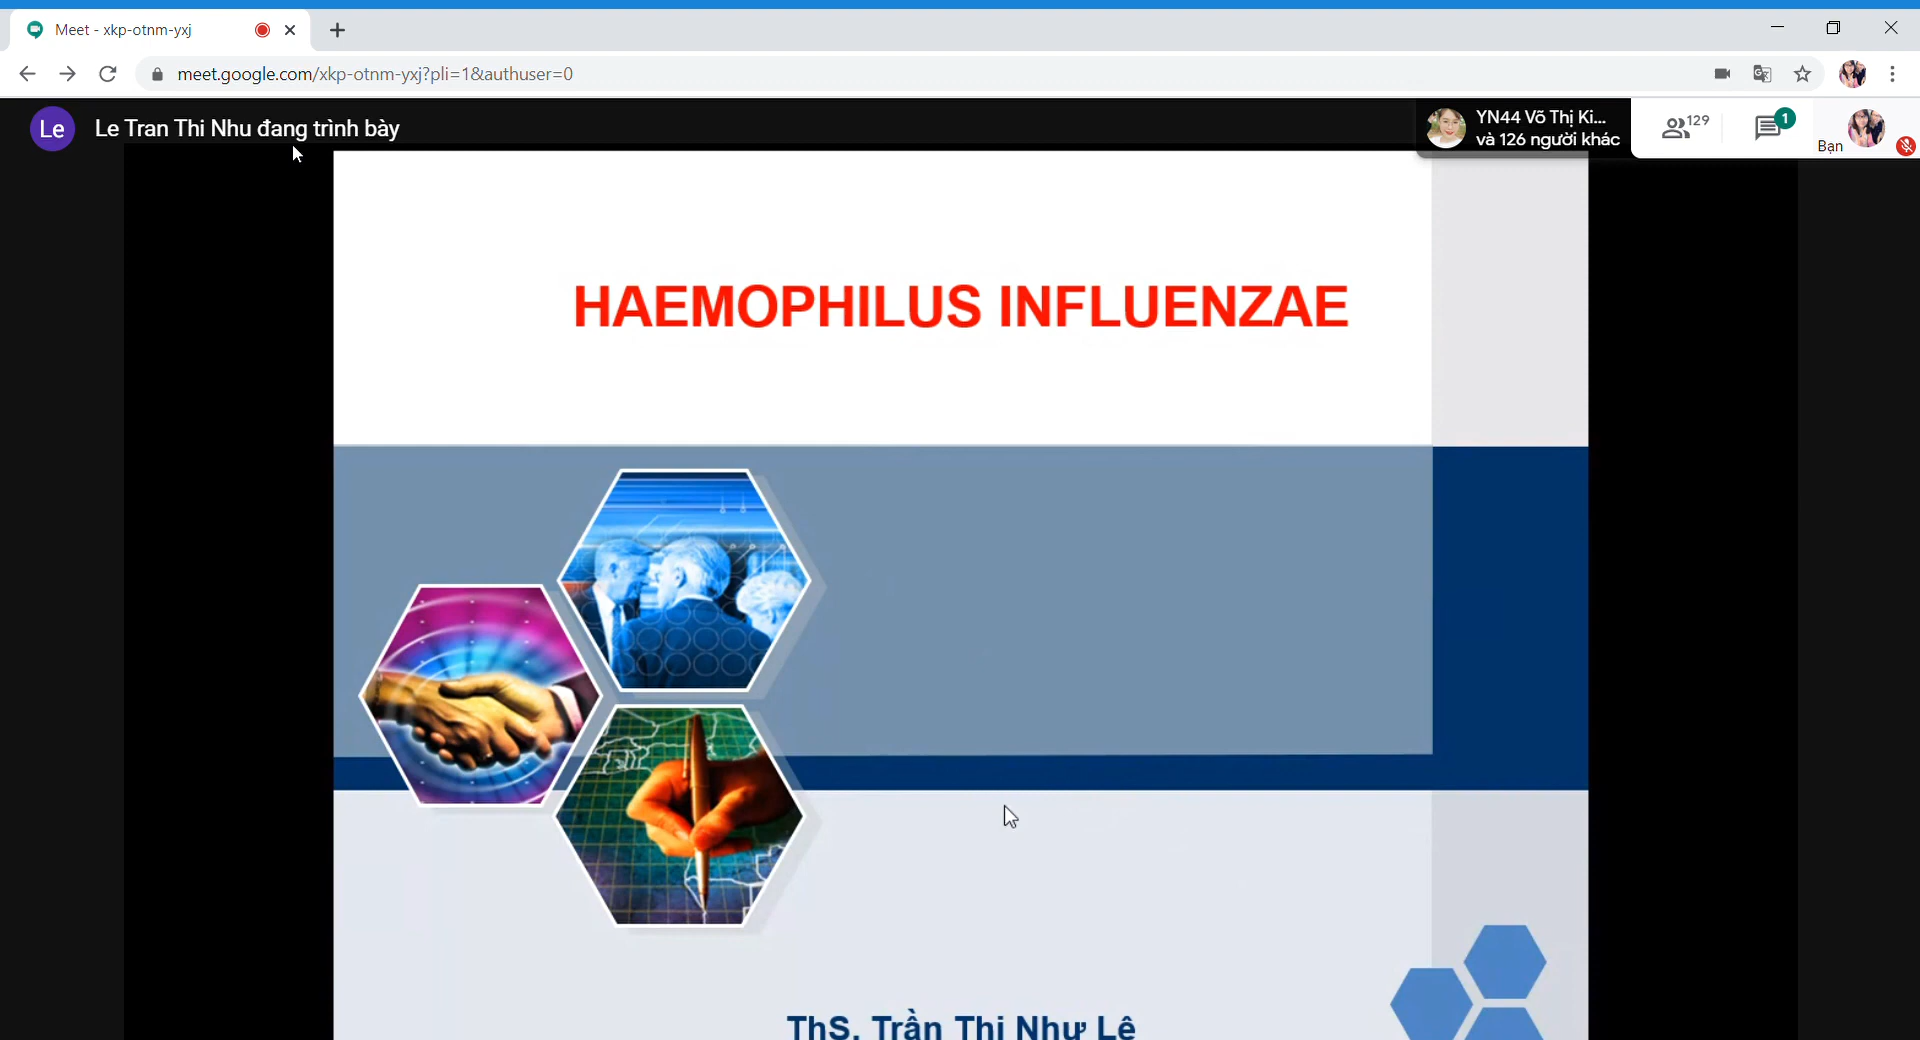 Meet - xkp-otnm-yxj
meet.google.com/xkp-otnm-yxj?pli=1&authuser=0
Le
Le Tran Thi Nhu đang trình bày
YN44 Võ Thị Ki...
và 126 người khác
129
1
Bạn
HAEMOPHILUS INFLUENZAE
ThS. Trần Thị Như Lê